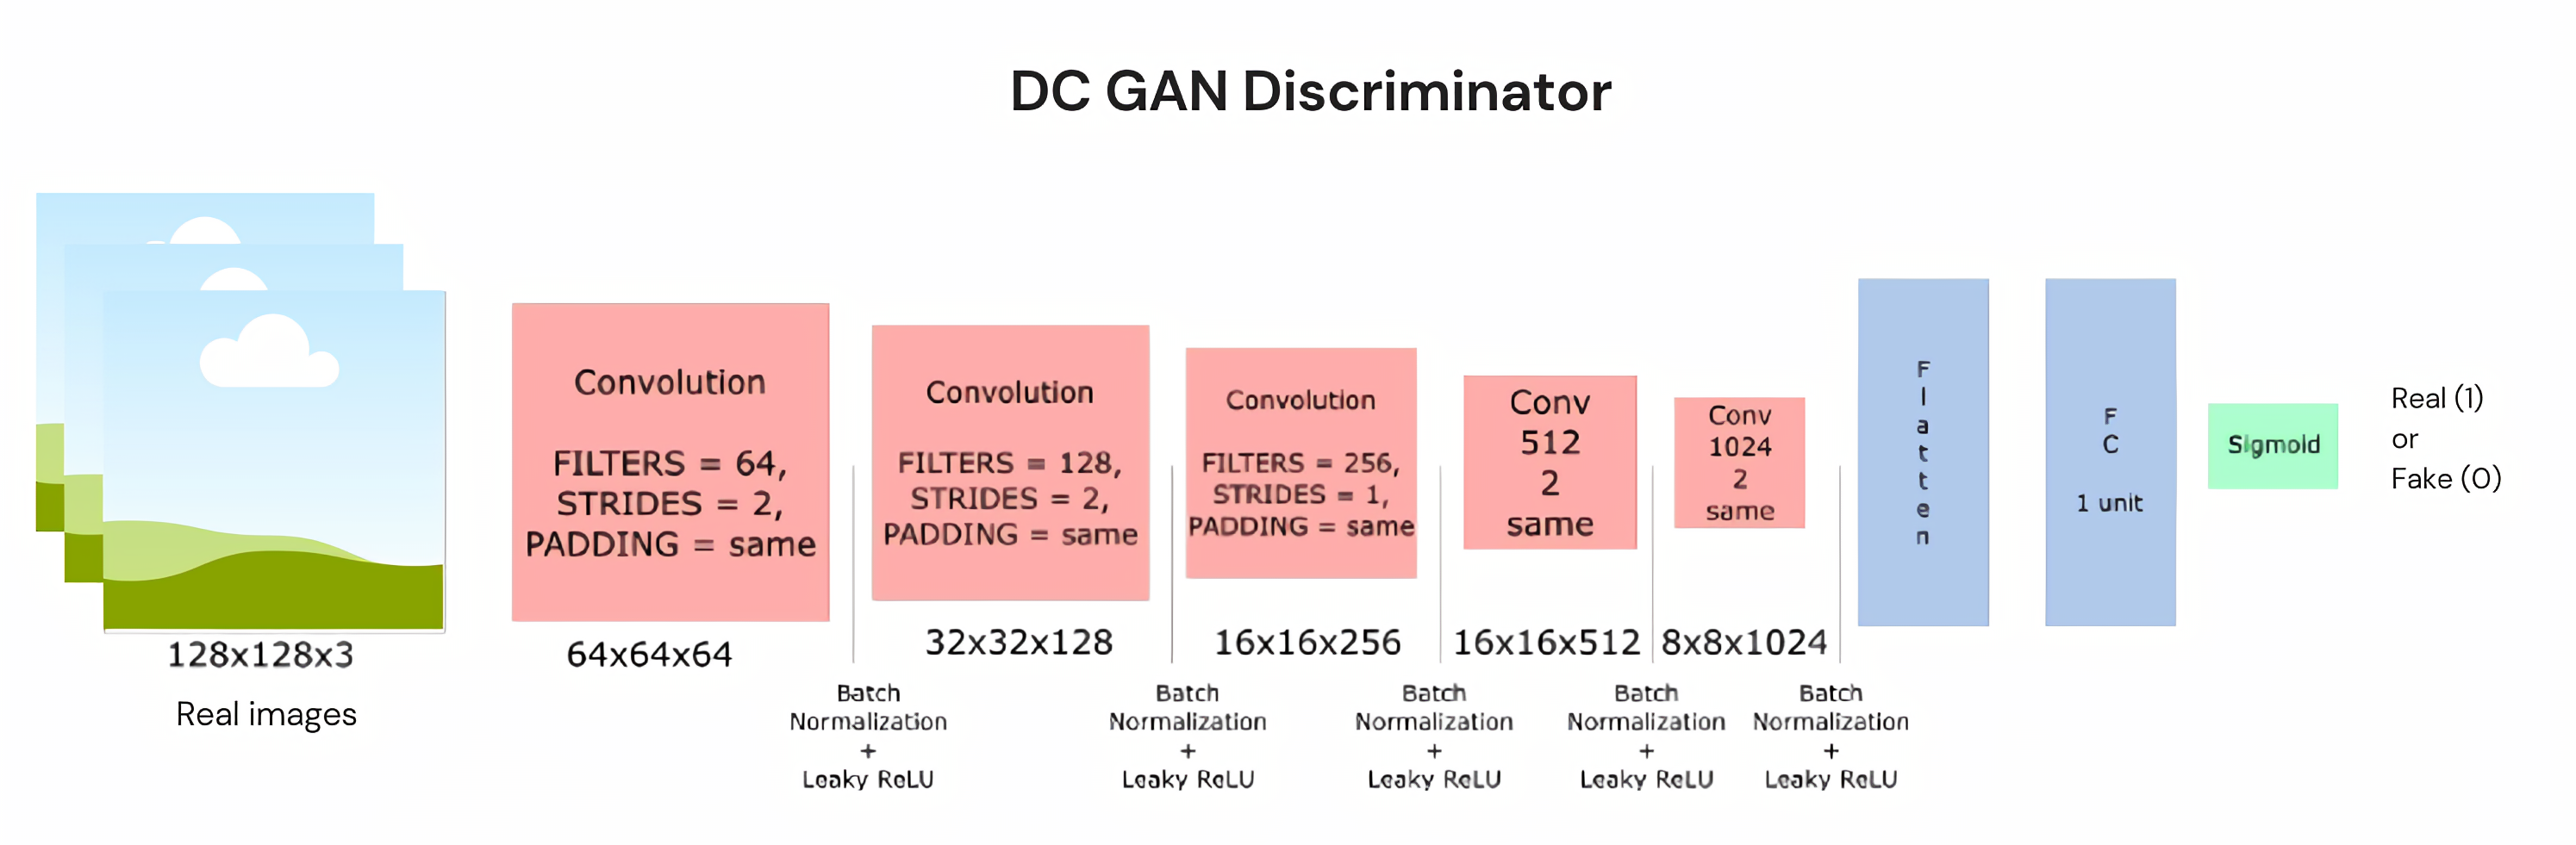 DC GAN Discriminator
128x128x3
Real images
Convolution
FILTERS = 64,
STRIDES = 2,
PADDING = same
64x64x64
Batch
Normalization
+
Leaky ReLU
Convolution
FILTERS = 128,
STRIDES = 2,
PADDING = same
32x32x128
Batch
Normalization
+
Leaky ReLU
Convolution
FILTERS = 256,
STRIDES = 1,
PADDING = same
16x16x256
Batch
Normalization
+
Leaky ReLU
Conv
512
2
same
16x16x512
Batch
Normalization
+
Leaky ReLU
Conv
1024
2
same
8x8x1024
Batch
Normalization
+
Leaky ReLU
Flatten
FC
1 unit
Sigmoid
Real (1)
or
Fake (0)